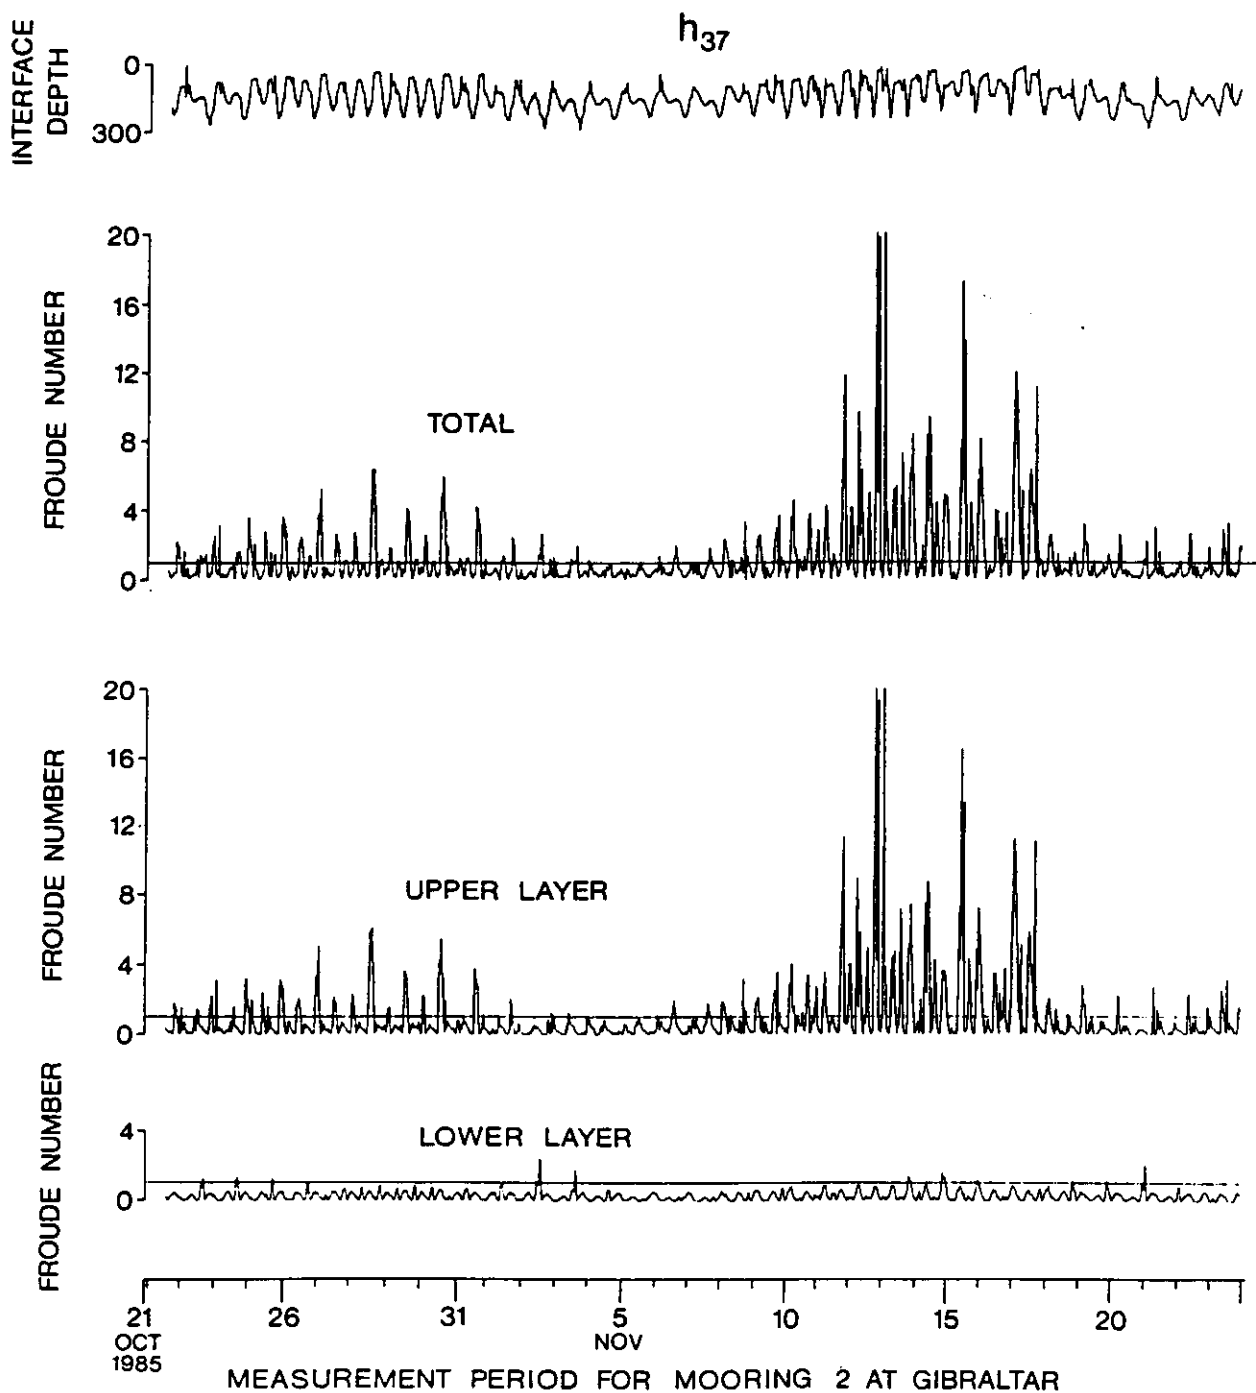 h37
INTERFACE
DEPTH
0
300
FROUDE NUMBER
20
16
12
8
4
0
TOTAL
FROUDE NUMBER
20
16
12
8
4
0
UPPER LAYER
FROUDE NUMBER
4
0
LOWER LAYER
21 26 31 5 10 15 20
OCT NOV
1985
MEASUREMENT PERIOD FOR MOORING 2 AT GIBRALTAR